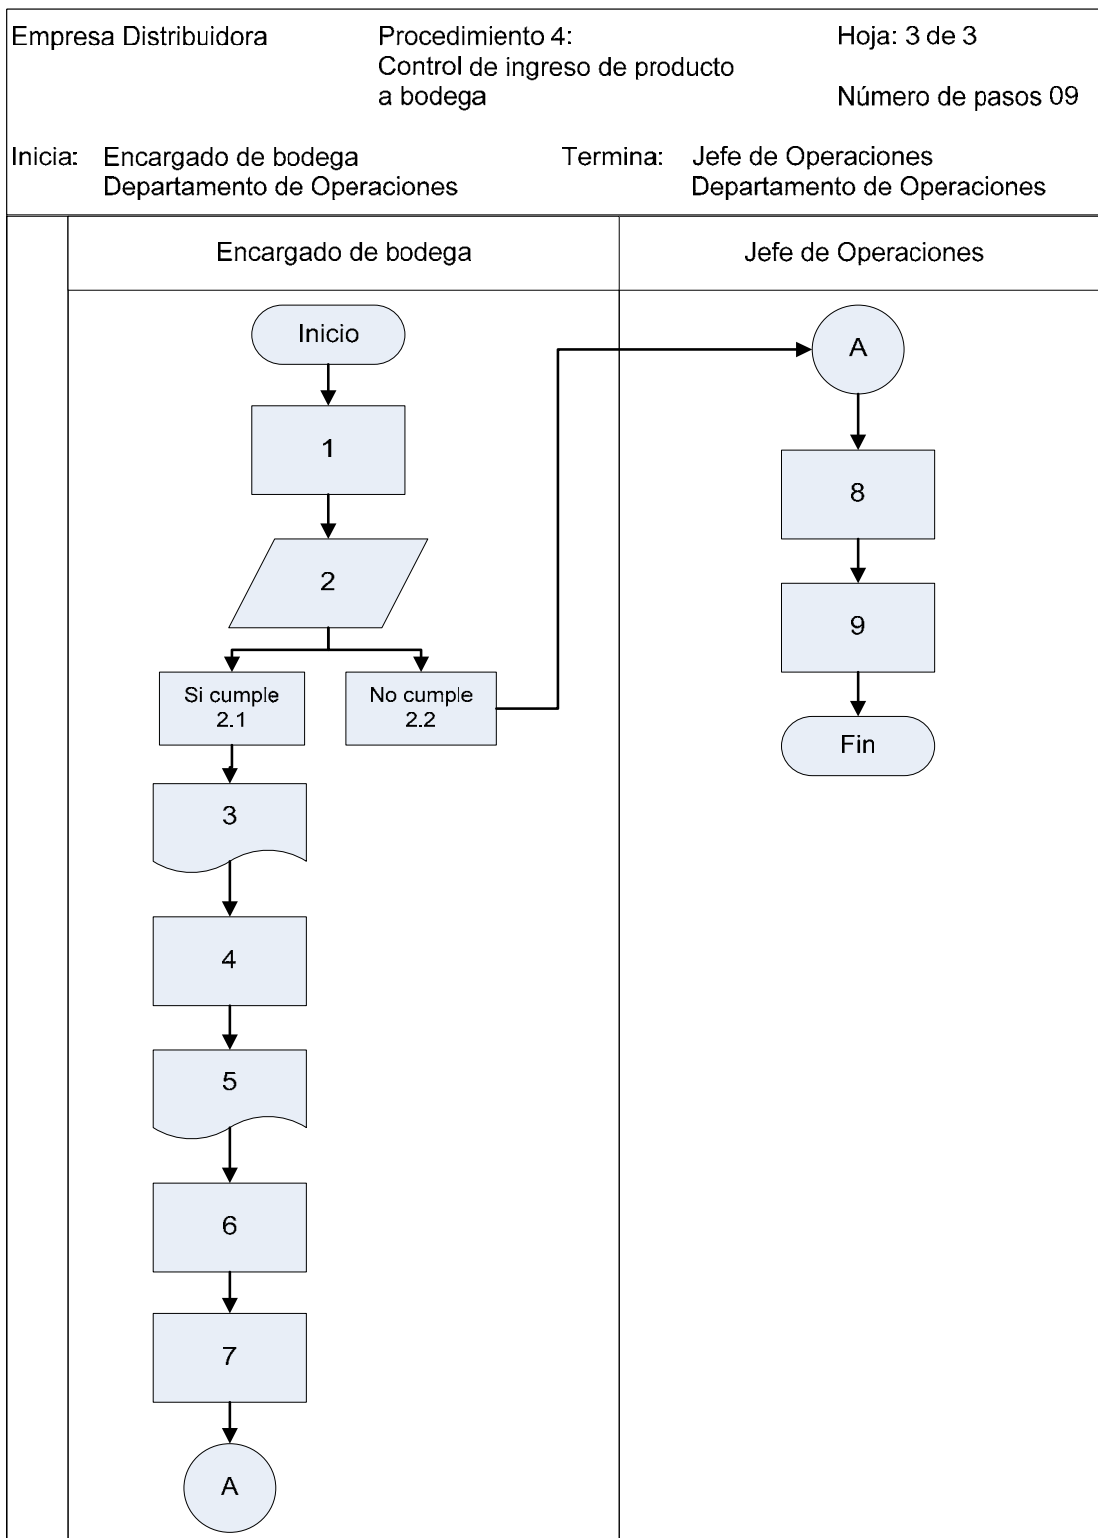 Empresa Distribuidora
Procedimiento 4:
Control de ingreso de producto
a bodega
Hoja: 3 de 3
Número de pasos 09
Inicia: Encargado de bodega
Departamento de Operaciones
Termina: Jefe de Operaciones
Departamento de Operaciones
Encargado de bodega
Jefe de Operaciones
Inicio
1
2
Si cumple
2.1
No cumple
2.2
3
4
5
6
7
A
A
8
9
Fin